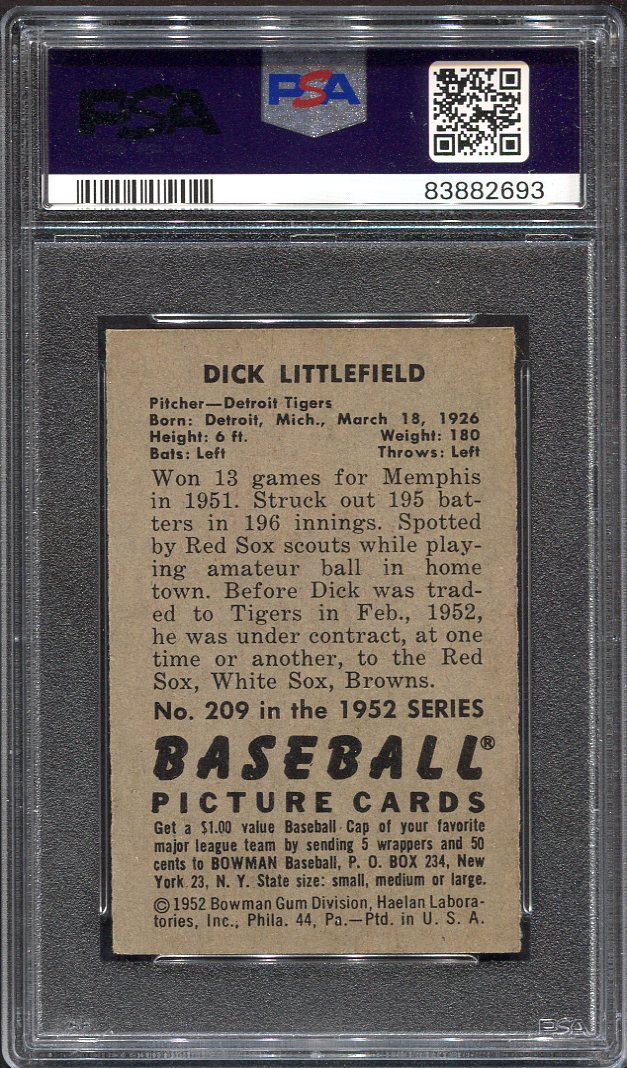 PSA
PSA
83882693
DICK LITTLEFIELD
Pitcher—Detroit Tigers
Born: Detroit, Mich., March 18, 1926
Height: 6 ft. Weight: 180
Bats: Left Throws: Left
Won 13 games for Memphis
in 1951. Struck out 195 bat-
ters in 196 innings. Spotted
by Red Sox scouts while play-
ing amateur ball in home
town. Before Dick was trad-
ed to Tigers in Feb., 1952,
he was under contract, at one
time or another, to the Red
Sox, White Sox, Browns.
No. 209 in the 1952 SERIES
BASEBALL®
PICTURE CARDS
Get a $1.00 value Baseball Cap of your favorite
major league team by sending 5 wrappers and 50
cents to BOWMAN Baseball, P. O. BOX 234, New
York 23, N. Y. State size: small, medium or large.
©1952 Bowman Gum Division, Haelan Labora-
tories, Inc., Phila. 44, Pa.—Ptd. in U. S. A.
PSA